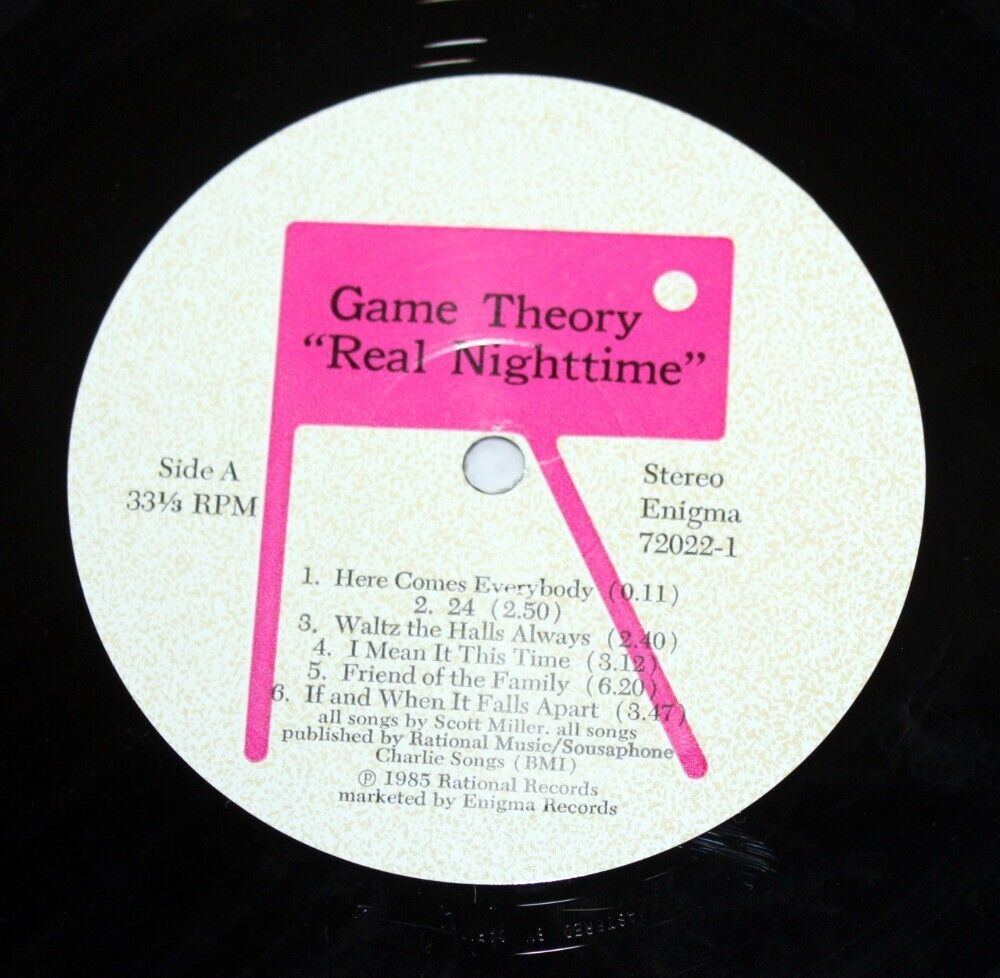 Game Theory
“Real Nighttime”
Side A
33⅓ RPM
Stereo
Enigma
72022-1
1. Here Comes Everybody (0.11)
2. 24 (2.50)
3. Waltz the Halls Always (2.40)
4. I Mean It This Time (3.12)
5. Friend of the Family (6.20)
6. If and When It Falls Apart (3.47)
all songs by Scott Miller. all songs
published by Rational Music/Sousaphone
Charlie Songs (BMI)
℗ 1985 Rational Records
marketed by Enigma Records